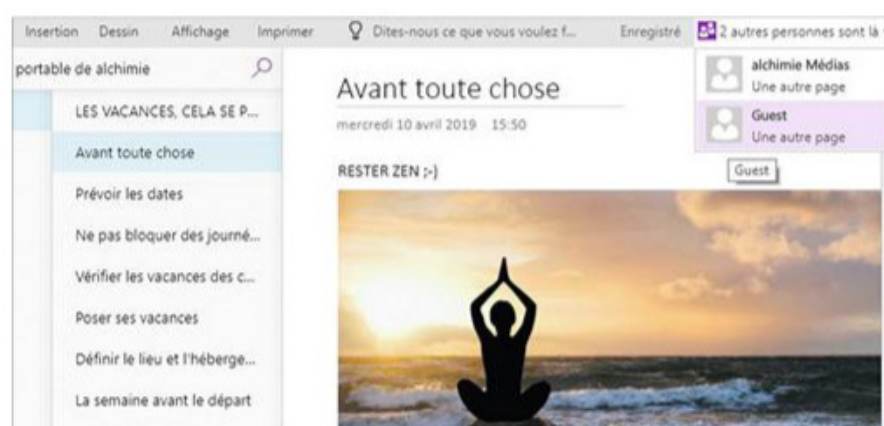 Insertion Dessin Affichage Imprimer Dites-nous ce que vous voulez f... Enregistré 2 autres personnes sont là
portable de alchimie
LES VACANCES, CELA SE P...
Avant toute chose
Prévoir les dates
Ne pas bloquer des journé...
Vérifier les vacances des c...
Poser ses vacances
Définir le lieu et l'héberge...
La semaine avant le départ
Avant toute chose
mercredi 10 avril 2019 15:50
RESTER ZEN ;-)
alchimie Médias
Une autre page
Guest
Une autre page
Guest